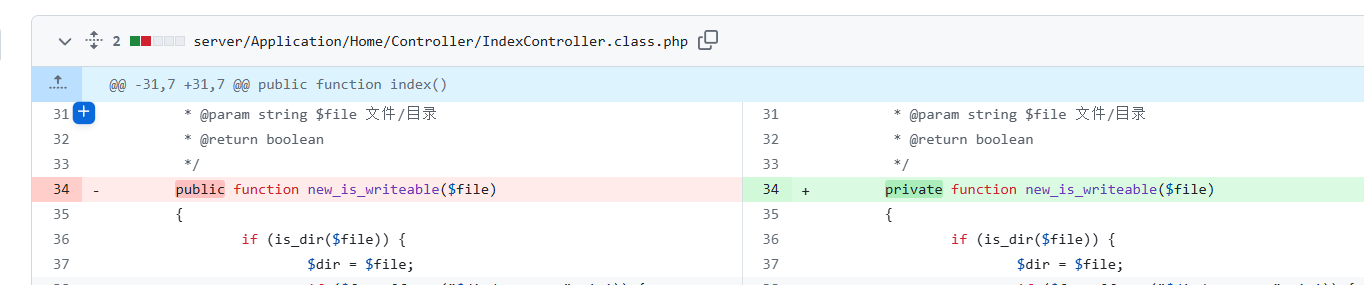 2 server/Application/Home/Controller/IndexController.class.php
@@ -31,7 +31,7 @@ public function index()
31 * @param string $file 文件/目录
32 * @return boolean
33 */
34 - public function new_is_writeable($file)
35 {
36 if (is_dir($file)) {
37 $dir = $file;
31 * @param string $file 文件/目录
32 * @return boolean
33 */
34 + private function new_is_writeable($file)
35 {
36 if (is_dir($file)) {
37 $dir = $file;